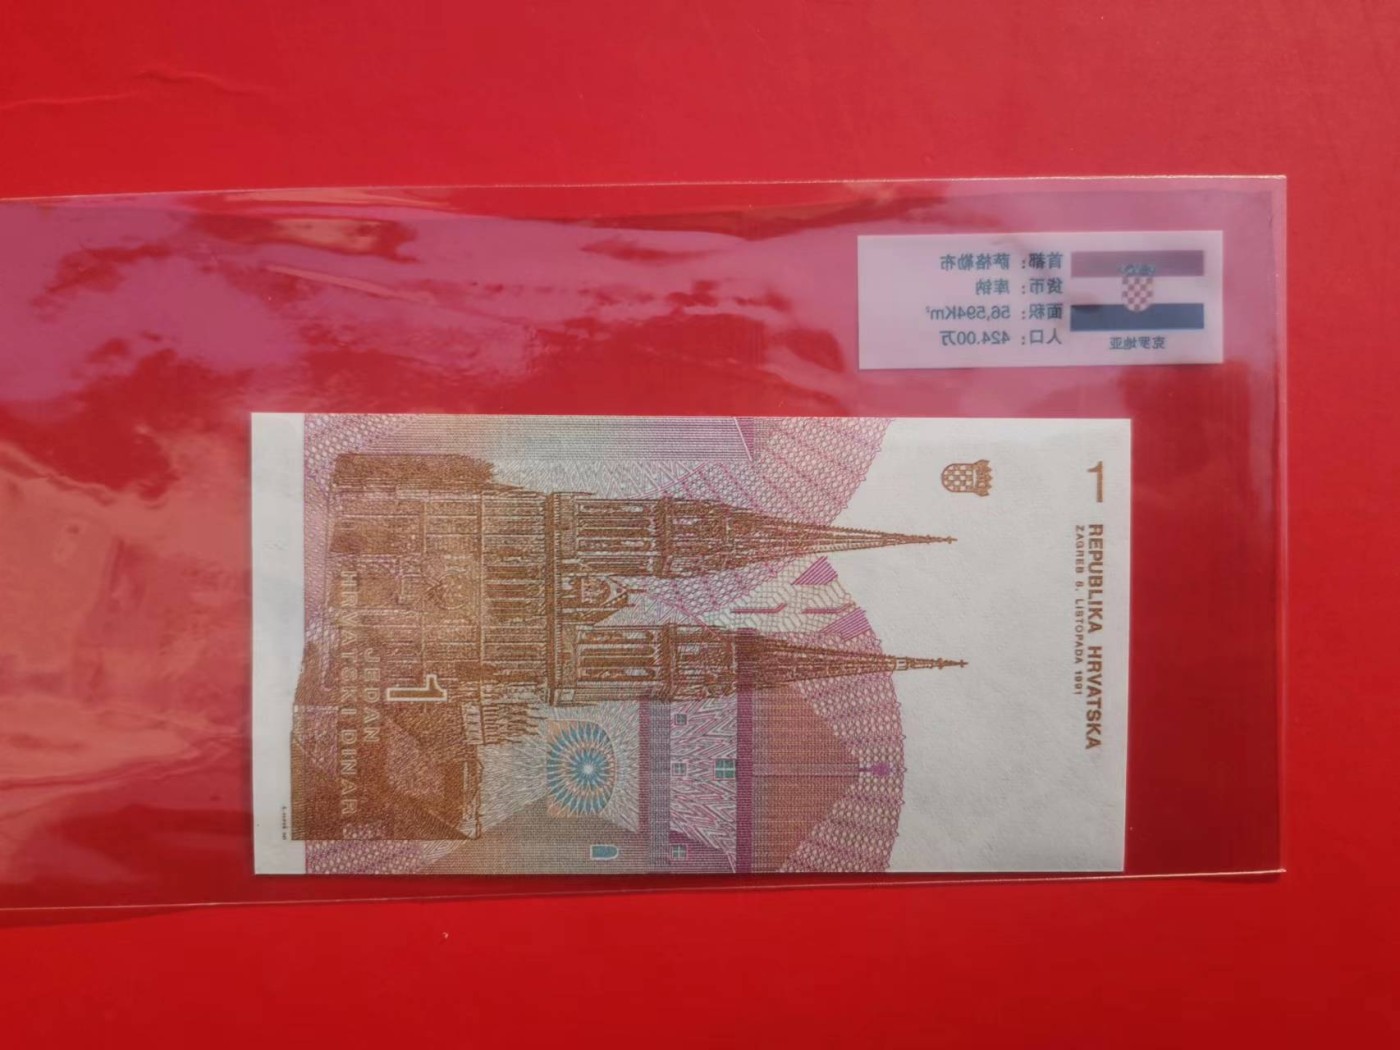 首都：萨格勒布
货币：库钠
面积：56,594Km²
人口：424.00万
克罗地亚
1
REPUBLIKA HRVATSKA
ZAGREB 8. LISTOPADA 1991
1
JEDAN
HRVATSKI DINAR